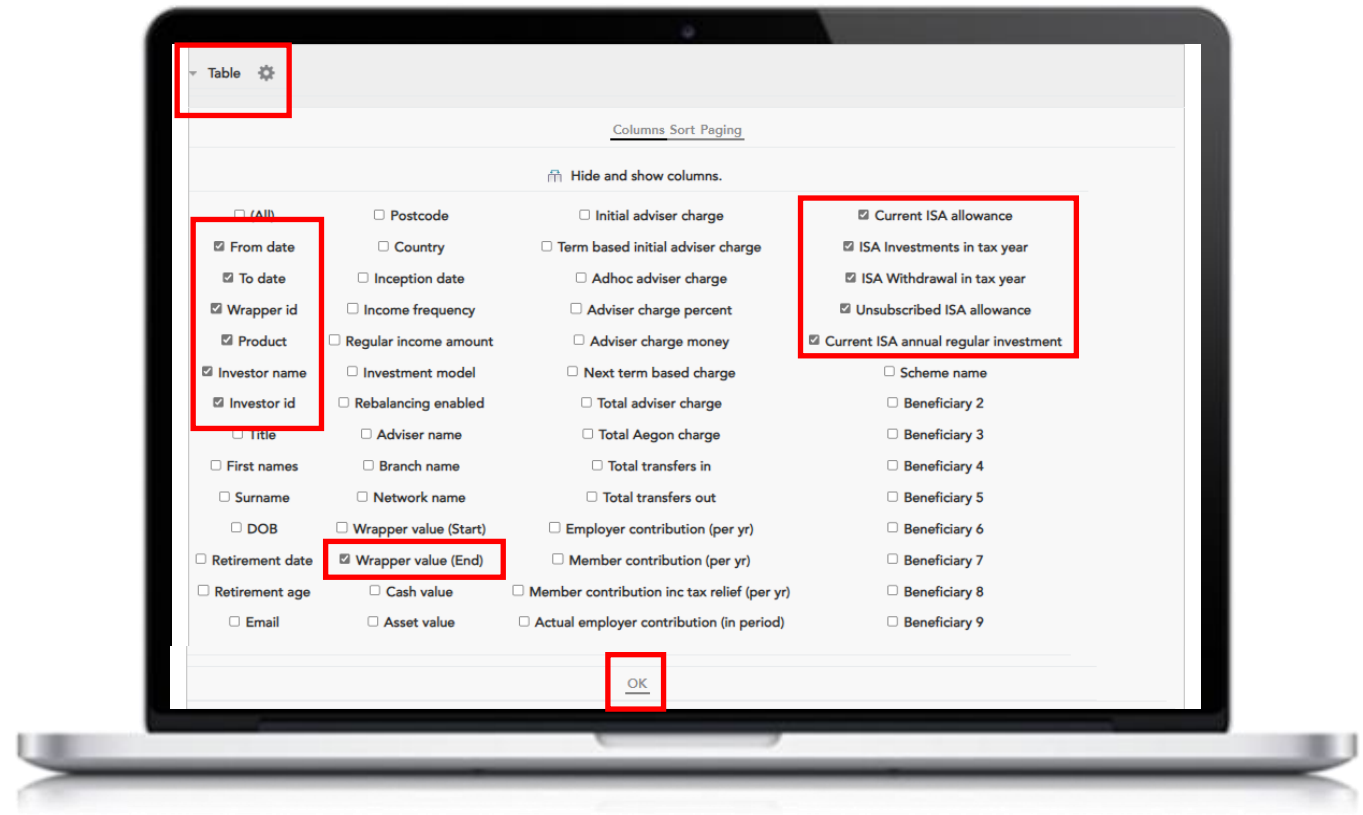 Table
Columns Sort Paging
Hide and show columns.
(All)
From date
To date
Wrapper id
Product
Investor name
Investor id
Title
First names
Surname
DOB
Retirement date
Retirement age
Email
Postcode
Country
Inception date
Income frequency
Regular income amount
Investment model
Rebalancing enabled
Adviser name
Branch name
Network name
Wrapper value (Start)
Wrapper value (End)
Cash value
Asset value
Initial adviser charge
Term based initial adviser charge
Adhoc adviser charge
Adviser charge percent
Adviser charge money
Next term based charge
Total adviser charge
Total Aegon charge
Total transfers in
Total transfers out
Employer contribution (per yr)
Member contribution (per yr)
Member contribution inc tax relief (per yr)
Actual employer contribution (in period)
Current ISA allowance
ISA Investments in tax year
ISA Withdrawal in tax year
Unsubscribed ISA allowance
Current ISA annual regular investment
Scheme name
Beneficiary 2
Beneficiary 3
Beneficiary 4
Beneficiary 5
Beneficiary 6
Beneficiary 7
Beneficiary 8
Beneficiary 9
OK